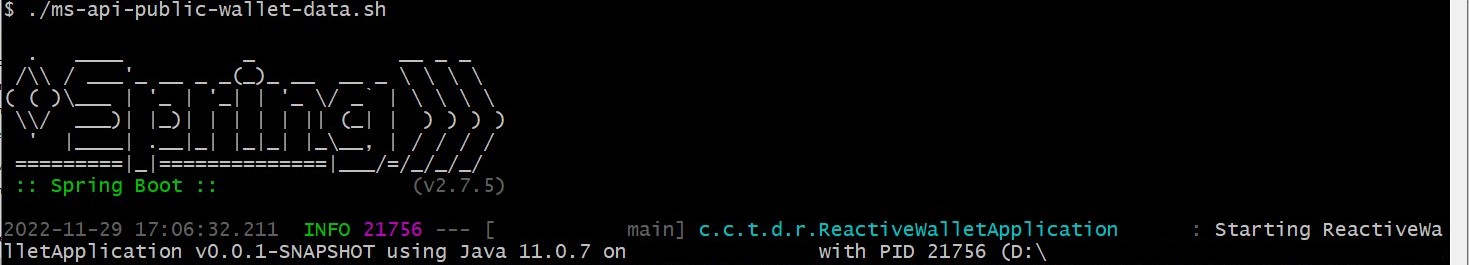 $ ./ms-api-public-wallet-data.sh
  .   ____          _            __ _ _
 /\\ / ___'_ __ _ _(_)_ __  __ _ \ \ \ \
( ( )\___ | '_ | '_| | '_ \/ _` | \ \ \ \
 \\/  ___)| |_)| | | | | || (_| |  ) ) ) )
  '  |____| .__|_| |_|_| |_\__, | / / / /
 =========|_|==============|___/=/_/_/_/
 :: Spring Boot ::                (v2.7.5)
2022-11-29 17:06:32.211  INFO 21756 --- [           main] c.c.t.d.r.ReactiveWalletApplication      : Starting ReactiveWa
lletApplication v0.0.1-SNAPSHOT using Java 11.0.7 on                 with PID 21756 (D:\